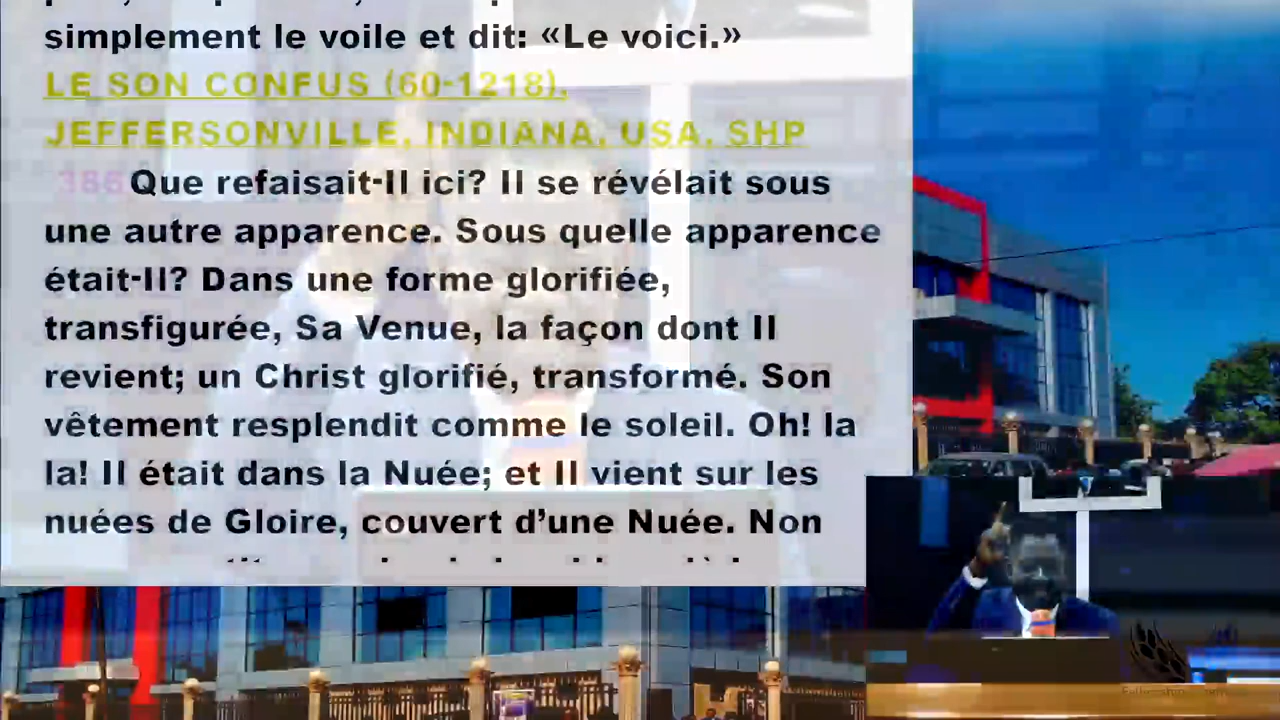 simplement le voile et dit: «Le voici.»
LE SON CONFUS (60-1218),
JEFFERSONVILLE, INDIANA, USA, SHP
Que refaisait-Il ici? Il se révélait sous
une autre apparence. Sous quelle apparence
était-Il? Dans une forme glorifiée,
transfigurée, Sa Venue, la façon dont Il
revient; un Christ glorifié, transformé. Son
vêtement resplendit comme le soleil. Oh! la
la! Il était dans la Nuée; et Il vient sur les
nuées de Gloire, couvert d’une Nuée. Non